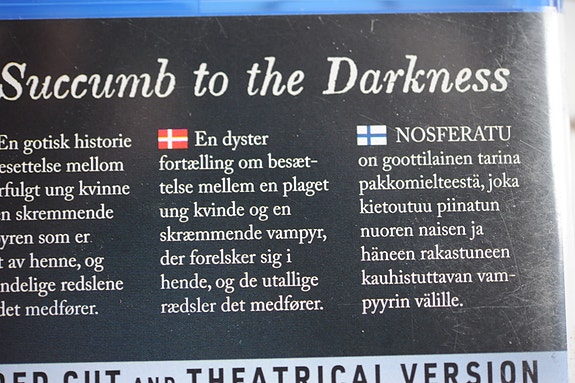 Succumb to the Darkness
En gotisk historie
mellom
ung kvinne
skremmende
som er
av henne, og
redslene
det medfører.
En dyster
fortælling om besæt-
telse mellem en plaget
ung kvinde og en
skræmmende vampyr,
der forelsker sig i
hende, og de utallige
rædsler det medfører.
NOSFERATU
on goottilainen tarina
pakkomielteestä, joka
kietoutuu piinatun
nuoren naisen ja
häneen rakastuneen
kauhistuttavan vam-
pyyrin välille.
CUT AND THEATRICAL VERSION